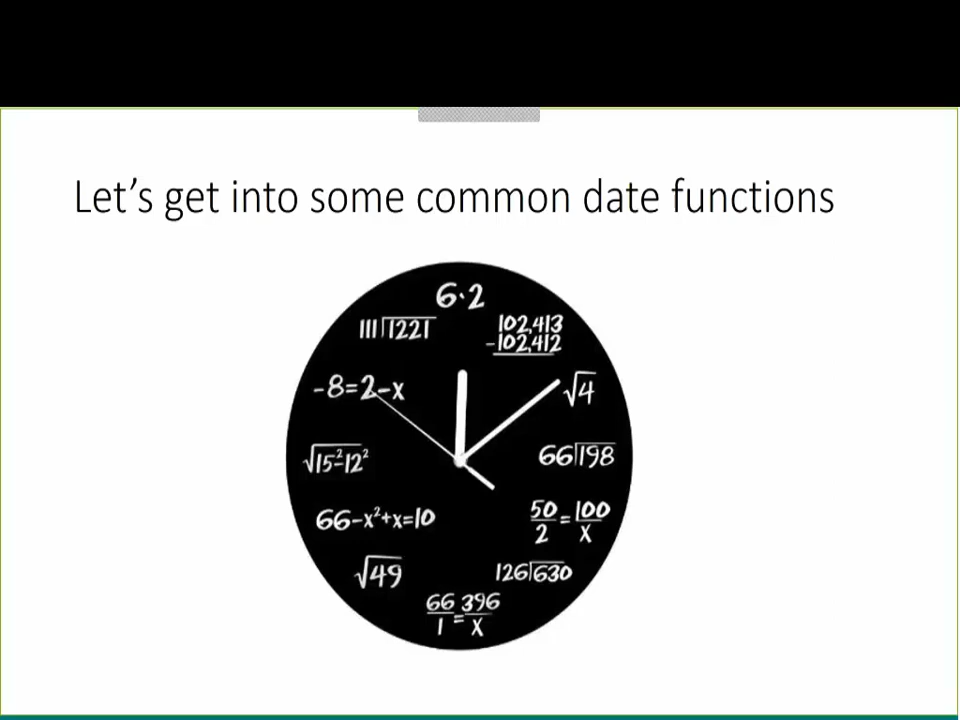 Let's get into some common date functions
6·2
111⟌1221
102,413
-102,412
-8=2-x
√4
√15²-12²
66⟌198
66-x²+x=10
50/2=100/x
√49
126⟌630
66/1=396/x